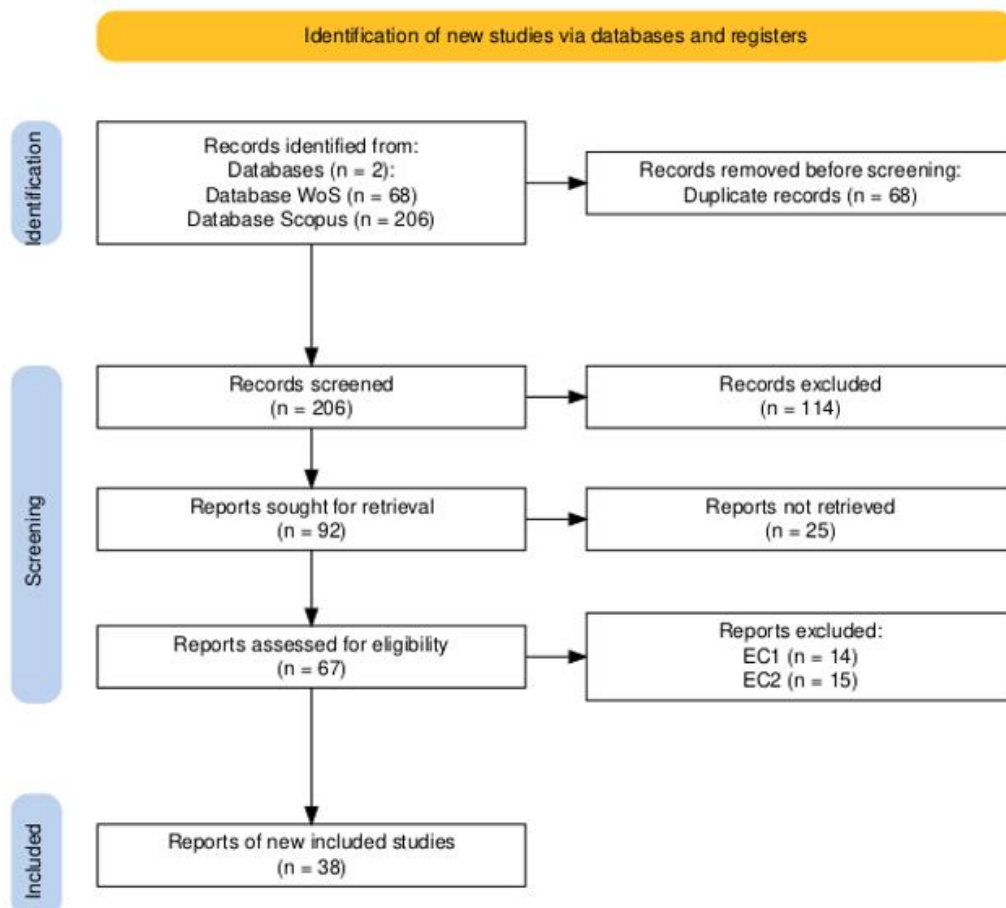 Identification of new studies via databases and registers
Identification
Records identified from:
Databases (n = 2):
Database WoS (n = 68)
Database Scopus (n = 206)
Records removed before screening:
Duplicate records (n = 68)
Screening
Records screened
(n = 206)
Records excluded
(n = 114)
Reports sought for retrieval
(n = 92)
Reports not retrieved
(n = 25)
Reports assessed for eligibility
(n = 67)
Reports excluded:
EC1 (n = 14)
EC2 (n = 15)
Included
Reports of new included studies
(n = 38)